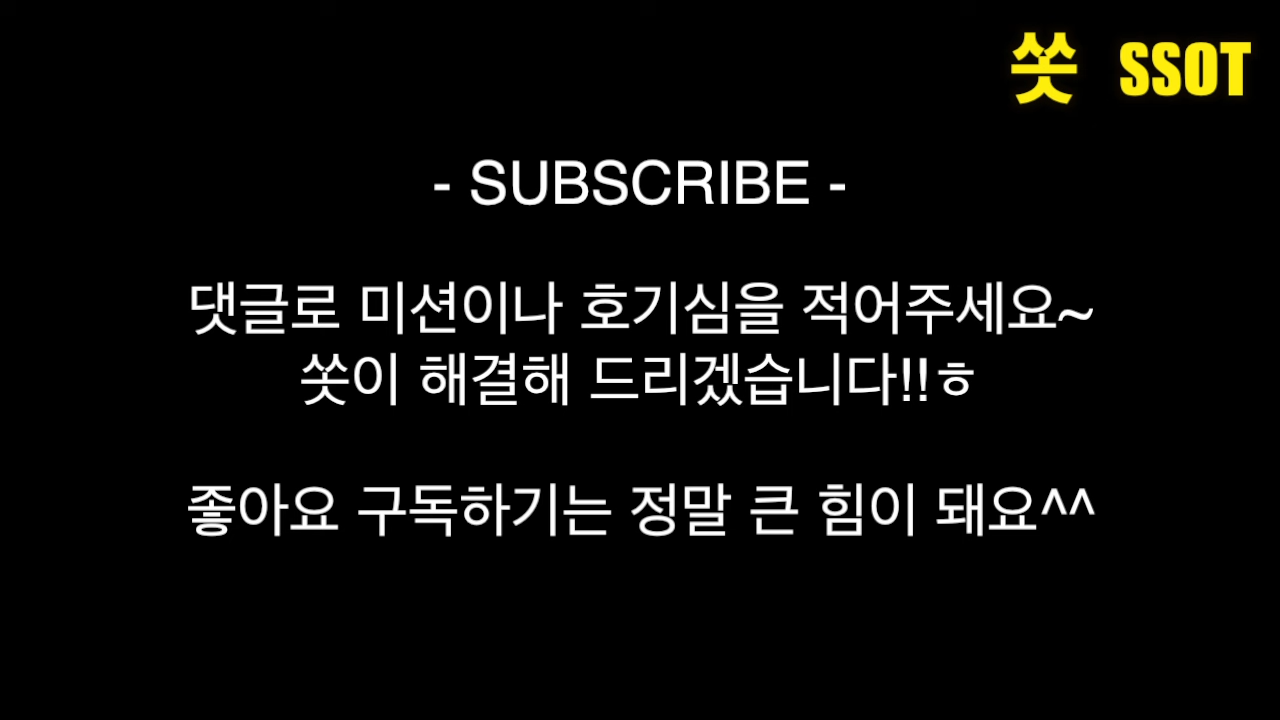 쏫 SSOT
- SUBSCRIBE -
댓글로 미션이나 호기심을 적어주세요~
쏫이 해결해 드리겠습니다!!ㅎ
좋아요 구독하기는 정말 큰 힘이 돼요^^